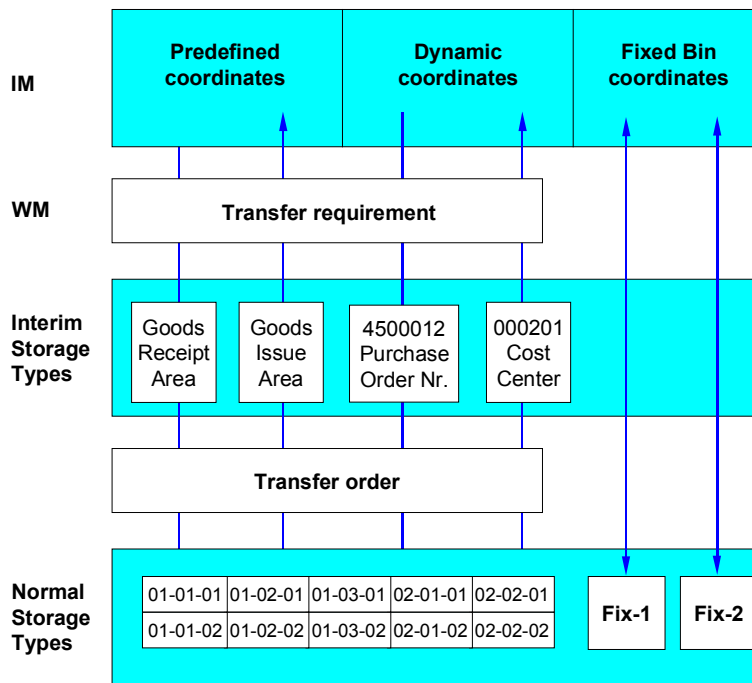 IM
Predefined
coordinates
Dynamic
coordinates
Fixed Bin
coordinates
WM
Transfer requirement
Interim
Storage
Types
Goods
Receipt
Area
Goods
Issue
Area
4500012
Purchase
Order Nr.
000201
Cost
Center
Transfer order
Normal
Storage
Types
01-01-01 01-02-01 01-03-01 02-01-01 02-02-01
01-01-02 01-02-02 01-03-02 02-01-02 02-02-02
Fix-1
Fix-2